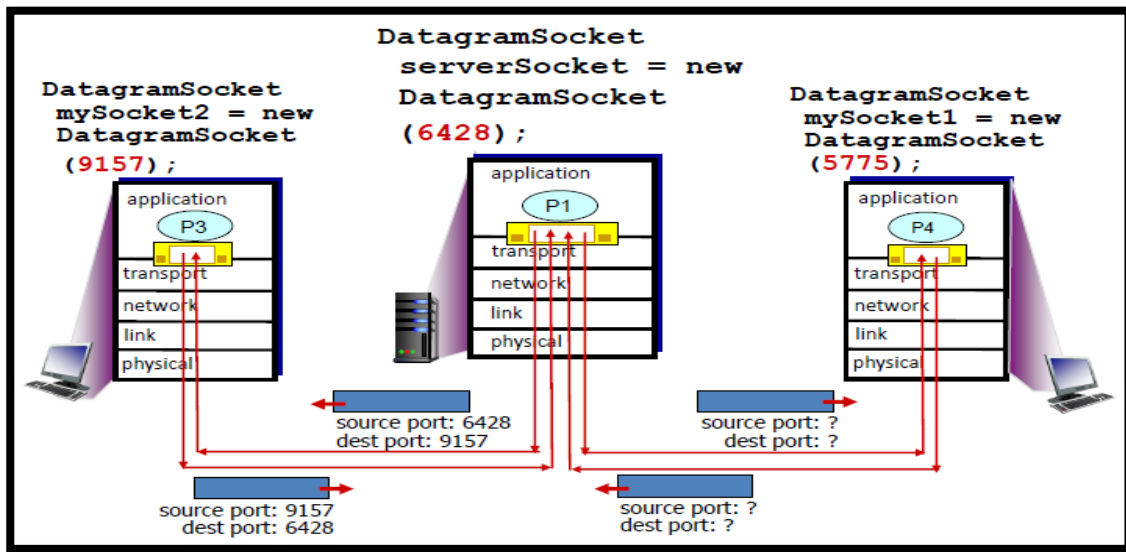 DatagramSocket
serverSocket = new
DatagramSocket
(6428);
DatagramSocket
mySocket2 = new
DatagramSocket
(9157);
DatagramSocket
mySocket1 = new
DatagramSocket
(5775);
application
P3
transport
network
link
physical
application
P1
transport
network
link
physical
application
P4
transport
network
link
physical
source port: 6428
dest port: 9157
source port: ?
dest port: ?
source port: 9157
dest port: 6428
source port: ?
dest port: ?